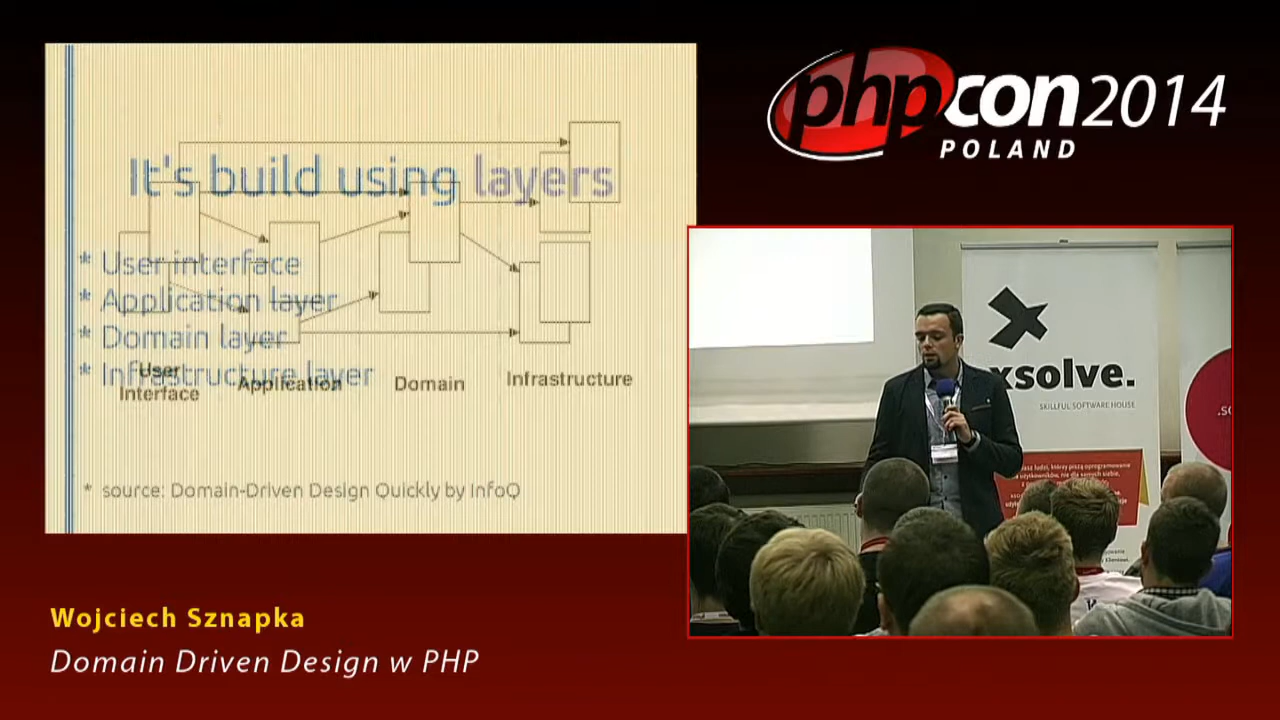 It's build using layers
* User interface
* Application layer
* Domain layer
* Infrastructure layer
User Interface
Application
Domain
Infrastructure
* source: Domain-Driven Design Quickly by InfoQ
phpcon2014
POLAND
xsolve.
SKILLFUL SOFTWARE HOUSE
Wojciech Sznapka
Domain Driven Design w PHP